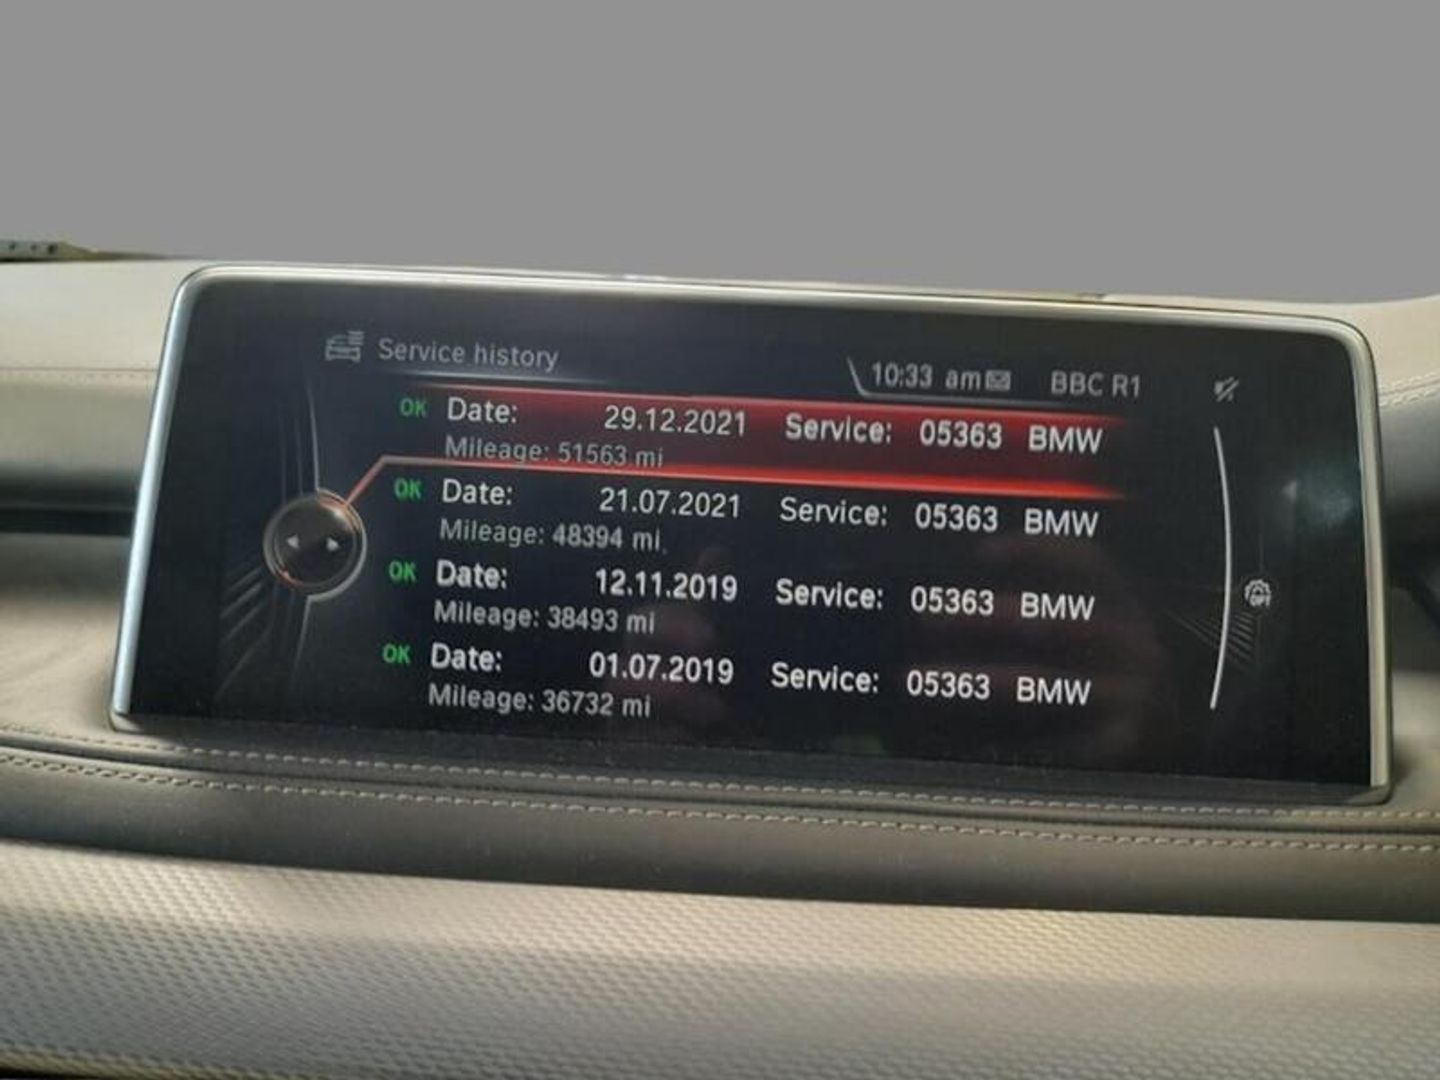 Service history
10:33 am BBC R1
OK Date: 29.12.2021 Service: 05363 BMW
Mileage: 51563 mi
OK Date: 21.07.2021 Service: 05363 BMW
Mileage: 48394 mi
OK Date: 12.11.2019 Service: 05363 BMW
Mileage: 38493 mi
OK Date: 01.07.2019 Service: 05363 BMW
Mileage: 36732 mi